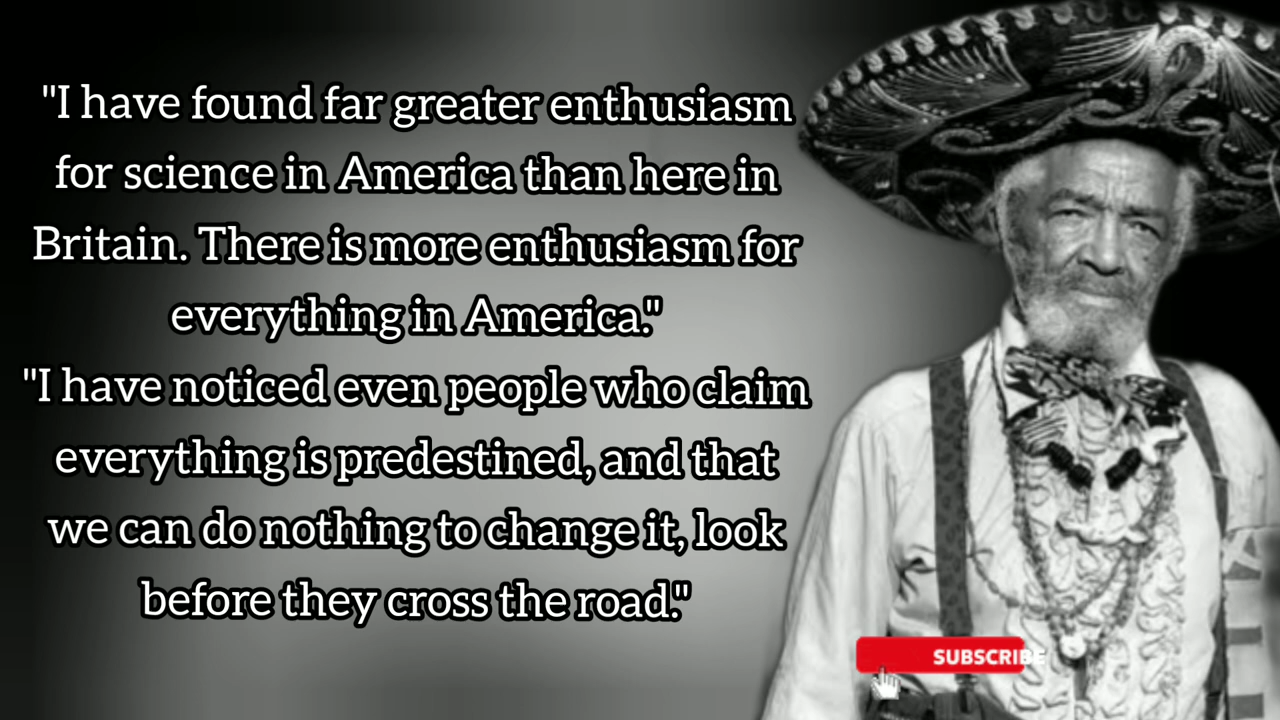 "I have found far greater enthusiasm
for science in America than here in
Britain. There is more enthusiasm for
everything in America."
"I have noticed even people who claim
everything is predestined, and that
we can do nothing to change it, look
before they cross the road."
SUBSCRIBE